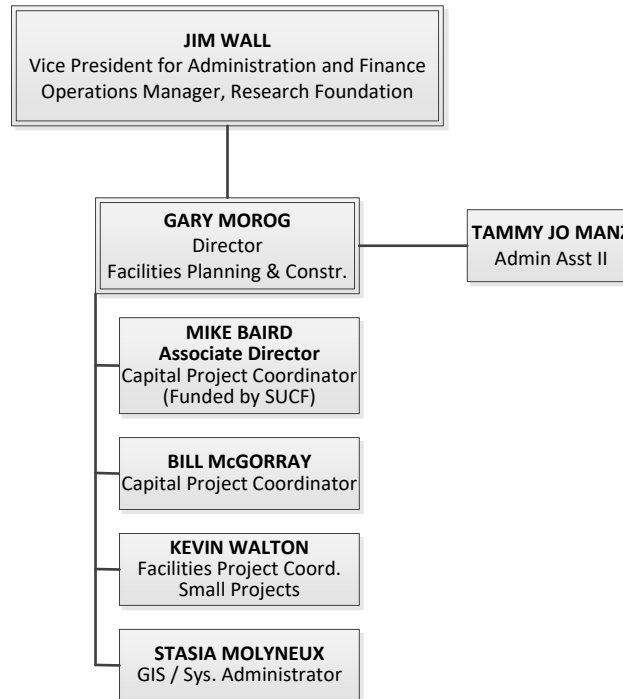 JIM WALL
Vice President for Administration and Finance
Operations Manager, Research Foundation
GARY MOROG
Director
Facilities Planning & Constr.
TAMMY JO MANZ
Admin Asst II
MIKE BAIRD
Associate Director
Capital Project Coordinator
(Funded by SUCF)
BILL McGORRAY
Capital Project Coordinator
KEVIN WALTON
Facilities Project Coord.
Small Projects
STASIA MOLYNEUX
GIS / Sys. Administrator